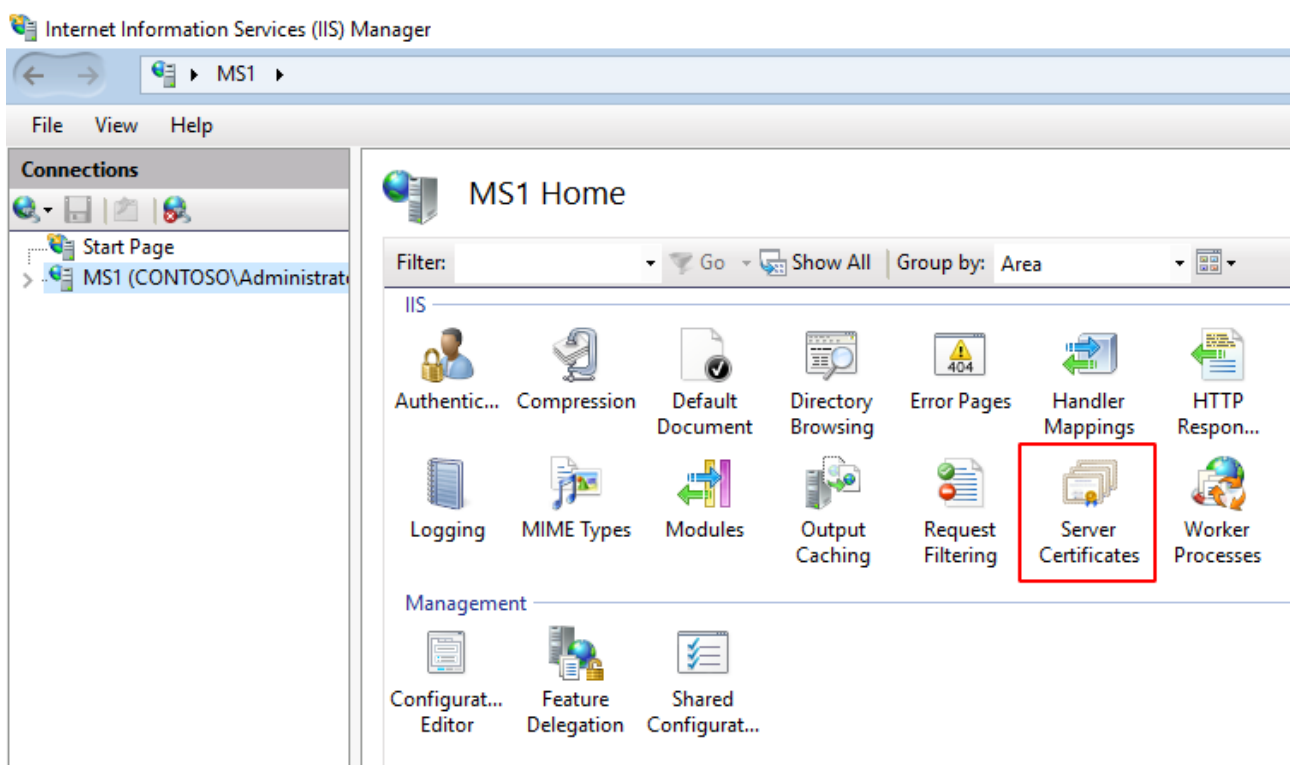 Internet Information Services (IIS) Manager
MS1
File View Help
Connections
Start Page
MS1 (CONTOSO\Administrat
MS1 Home
Filter: Go Show All Group by: Area
IIS
Authentic... Compression Default Directory Error Pages Handler HTTP
Document Browsing Mappings Respon...
404
Logging MIME Types Modules Output Request Server Worker
Caching Filtering Certificates Processes
Management
Configurat... Feature Shared
Editor Delegation Configurat...